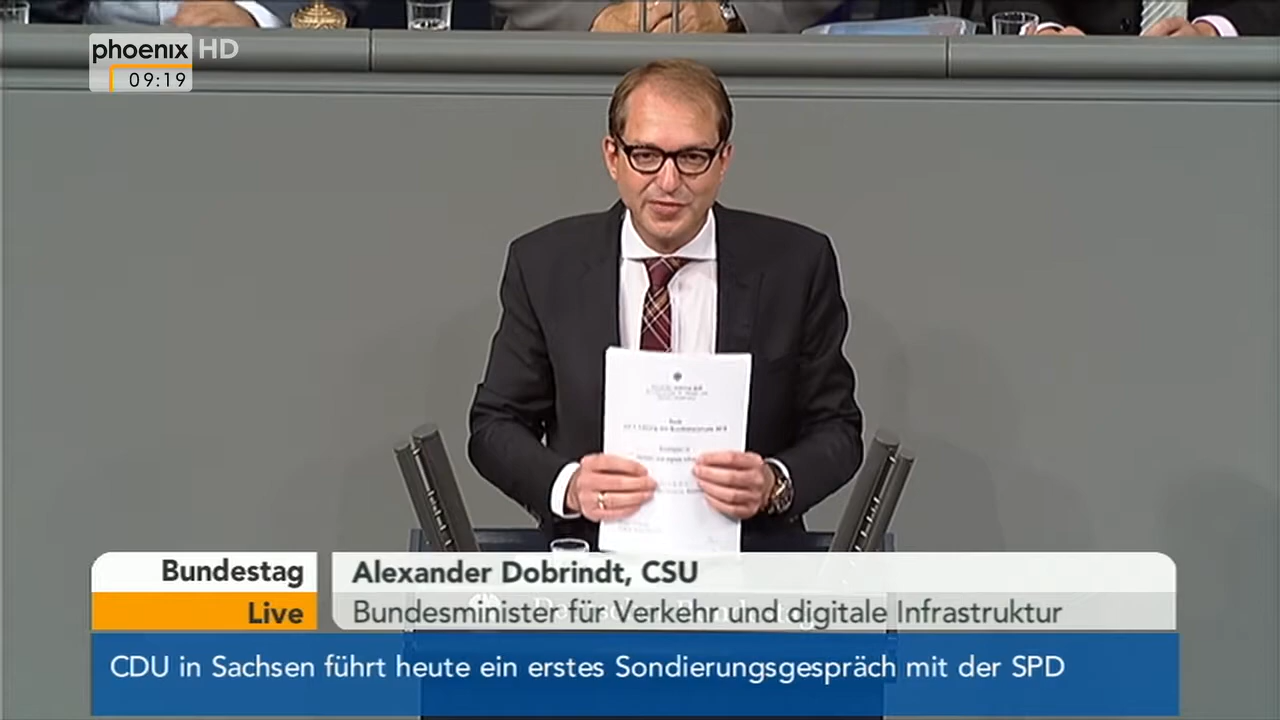 phoenix HD
09:19
Bundestag
Live
Alexander Dobrindt, CSU
Bundesminister für Verkehr und digitale Infrastruktur
CDU in Sachsen führt heute ein erstes Sondierungsgespräch mit der SPD